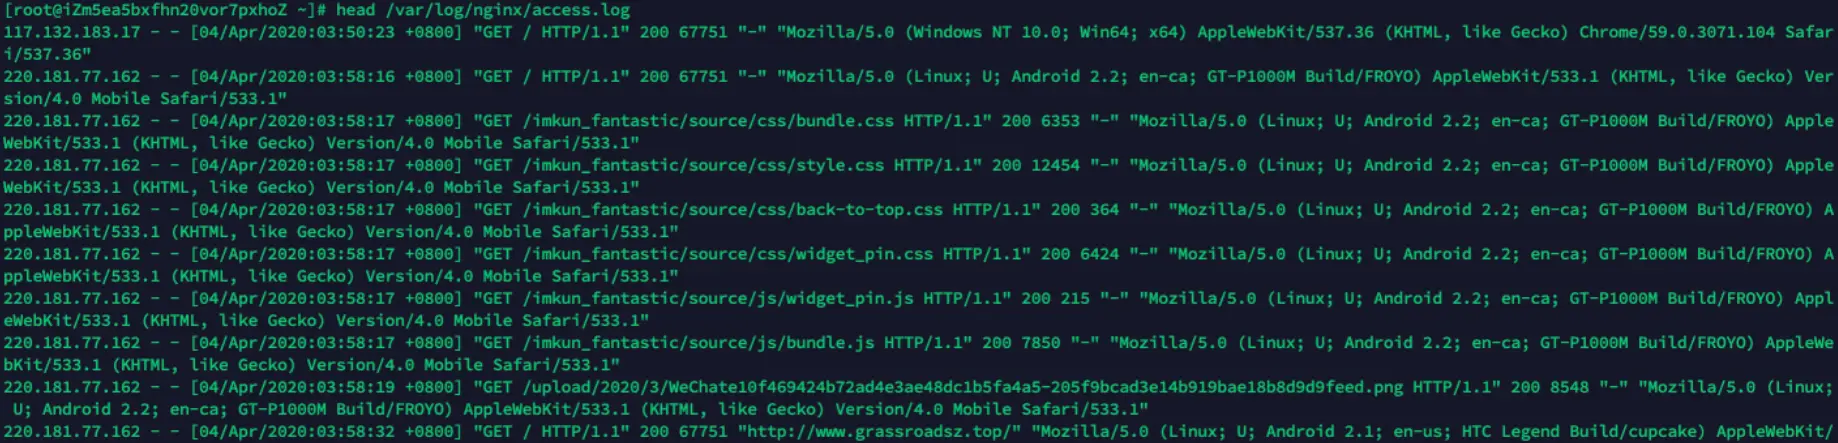 [root@iZm5ea5bxfhn20vor7pxhoZ ~]# head /var/log/nginx/access.log
117.132.183.17 - - [04/Apr/2020:03:50:23 +0800] "GET / HTTP/1.1" 200 67751 "-" "Mozilla/5.0 (Windows NT 10.0; Win64; x64) AppleWebKit/537.36 (KHTML, like Gecko) Chrome/59.0.3071.104 Safar
i/537.36"
220.181.77.162 - - [04/Apr/2020:03:58:16 +0800] "GET / HTTP/1.1" 200 67751 "-" "Mozilla/5.0 (Linux; U; Android 2.2; en-ca; GT-P1000M Build/FROYO) AppleWebKit/533.1 (KHTML, like Gecko) Ver
sion/4.0 Mobile Safari/533.1"
220.181.77.162 - - [04/Apr/2020:03:58:17 +0800] "GET /imkun_fantastic/source/css/bundle.css HTTP/1.1" 200 6353 "-" "Mozilla/5.0 (Linux; U; Android 2.2; en-ca; GT-P1000M Build/FROYO) Apple
WebKit/533.1 (KHTML, like Gecko) Version/4.0 Mobile Safari/533.1"
220.181.77.162 - - [04/Apr/2020:03:58:17 +0800] "GET /imkun_fantastic/source/css/style.css HTTP/1.1" 200 12454 "-" "Mozilla/5.0 (Linux; U; Android 2.2; en-ca; GT-P1000M Build/FROYO) Apple
WebKit/533.1 (KHTML, like Gecko) Version/4.0 Mobile Safari/533.1"
220.181.77.162 - - [04/Apr/2020:03:58:17 +0800] "GET /imkun_fantastic/source/css/back-to-top.css HTTP/1.1" 200 364 "-" "Mozilla/5.0 (Linux; U; Android 2.2; en-ca; GT-P1000M Build/FROYO) A
ppleWebKit/533.1 (KHTML, like Gecko) Version/4.0 Mobile Safari/533.1"
220.181.77.162 - - [04/Apr/2020:03:58:17 +0800] "GET /imkun_fantastic/source/css/widget_pin.css HTTP/1.1" 200 6424 "-" "Mozilla/5.0 (Linux; U; Android 2.2; en-ca; GT-P1000M Build/FROYO) A
ppleWebKit/533.1 (KHTML, like Gecko) Version/4.0 Mobile Safari/533.1"
220.181.77.162 - - [04/Apr/2020:03:58:17 +0800] "GET /imkun_fantastic/source/js/widget_pin.js HTTP/1.1" 200 215 "-" "Mozilla/5.0 (Linux; U; Android 2.2; en-ca; GT-P1000M Build/FROYO) Appl
eWebKit/533.1 (KHTML, like Gecko) Version/4.0 Mobile Safari/533.1"
220.181.77.162 - - [04/Apr/2020:03:58:17 +0800] "GET /imkun_fantastic/source/js/bundle.js HTTP/1.1" 200 7850 "-" "Mozilla/5.0 (Linux; U; Android 2.2; en-ca; GT-P1000M Build/FROYO) AppleWe
bKit/533.1 (KHTML, like Gecko) Version/4.0 Mobile Safari/533.1"
220.181.77.162 - - [04/Apr/2020:03:58:19 +0800] "GET /upload/2020/3/WeChate10f469424b72ad4e3ae48dc1b5fa4a5-205f9bcad3e14b919bae18b8d9d9feed.png HTTP/1.1" 200 8548 "-" "Mozilla/5.0 (Linux;
 U; Android 2.2; en-ca; GT-P1000M Build/FROYO) AppleWebKit/533.1 (KHTML, like Gecko) Version/4.0 Mobile Safari/533.1"
220.181.77.162 - - [04/Apr/2020:03:58:32 +0800] "GET / HTTP/1.1" 200 67751 "http://www.grassroadsz.top/" "Mozilla/5.0 (Linux; U; Android 2.1; en-us; HTC Legend Build/cupcake) AppleWebKit/